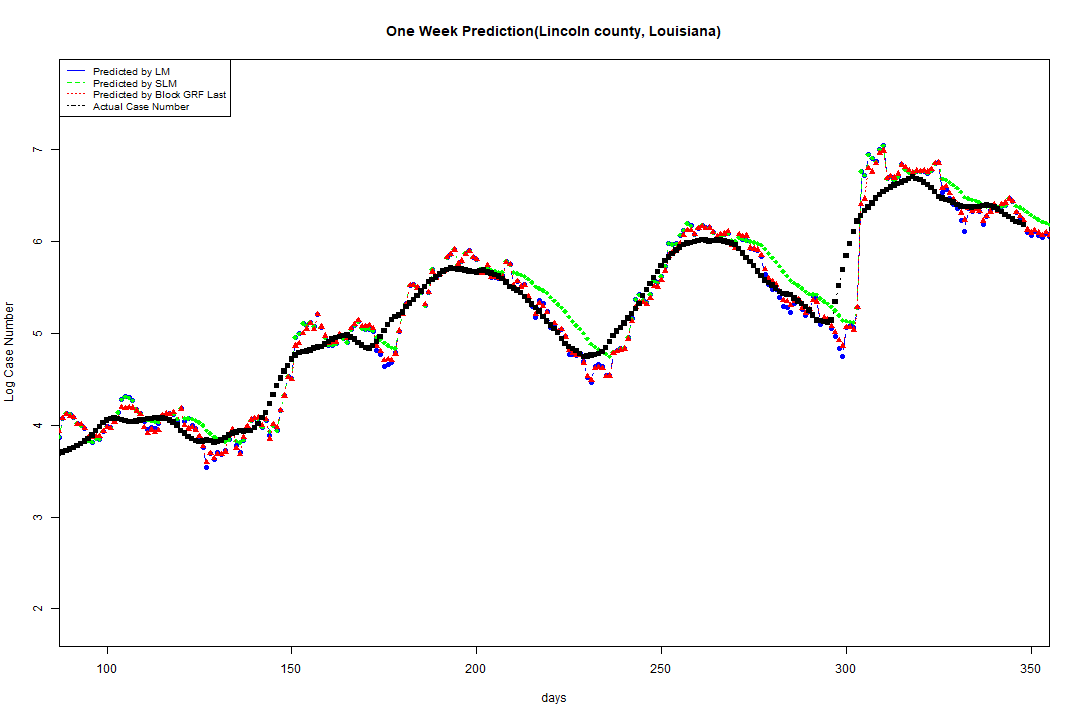 One Week Prediction(Lincoln county, Louisiana)
Predicted by LM
Predicted by SLM
Predicted by Block GRF Last
Actual Case Number
7
6
5
4
3
2
Log Case Number
100 150 200 250 300 350
days